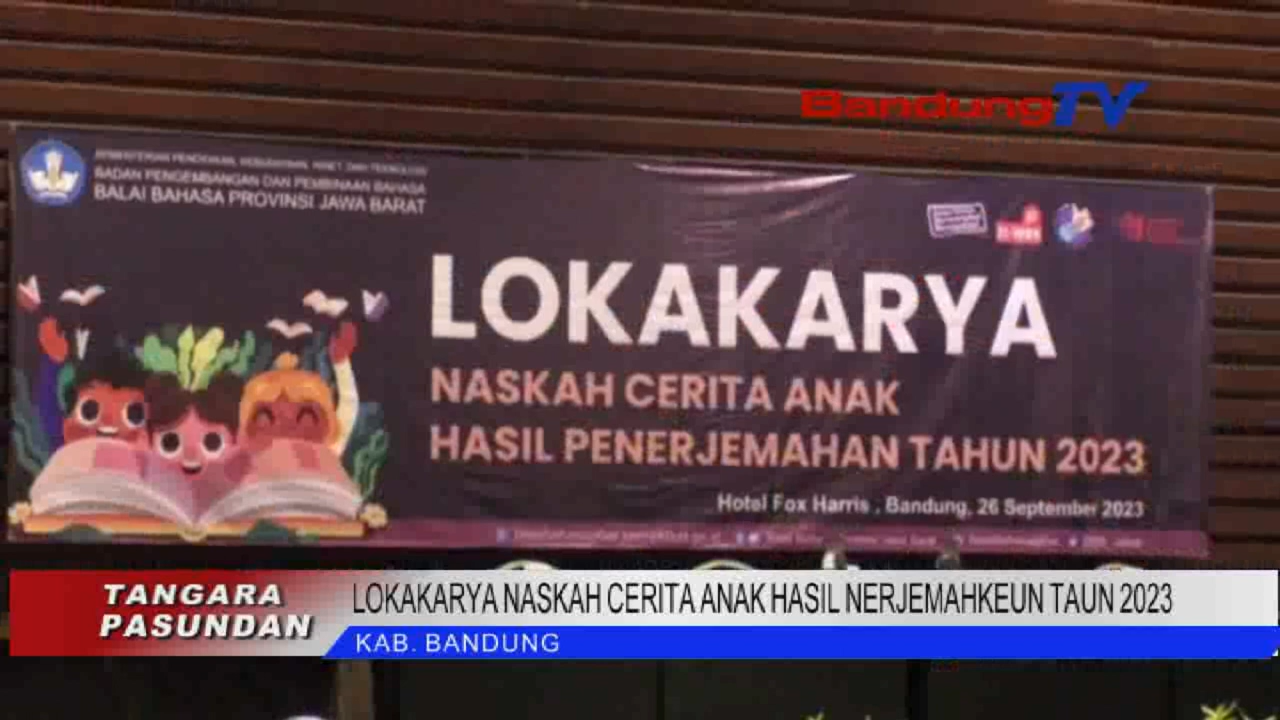 BandungTV
KEMENTERIAN PENDIDIKAN, KEBUDAYAAN, RISET, DAN TEKNOLOGI
BADAN PENGEMBANGAN DAN PEMBINAAN BAHASA
BALAI BAHASA PROVINSI JAWA BARAT
LOKAKARYA
NASKAH CERITA ANAK
HASIL PENERJEMAHAN TAHUN 2023
Hotel Fox Harris , Bandung, 26 September 2023
TANGARA
PASUNDAN
LOKAKARYA NASKAH CERITA ANAK HASIL NERJEMAHKEUN TAUN 2023
KAB. BANDUNG